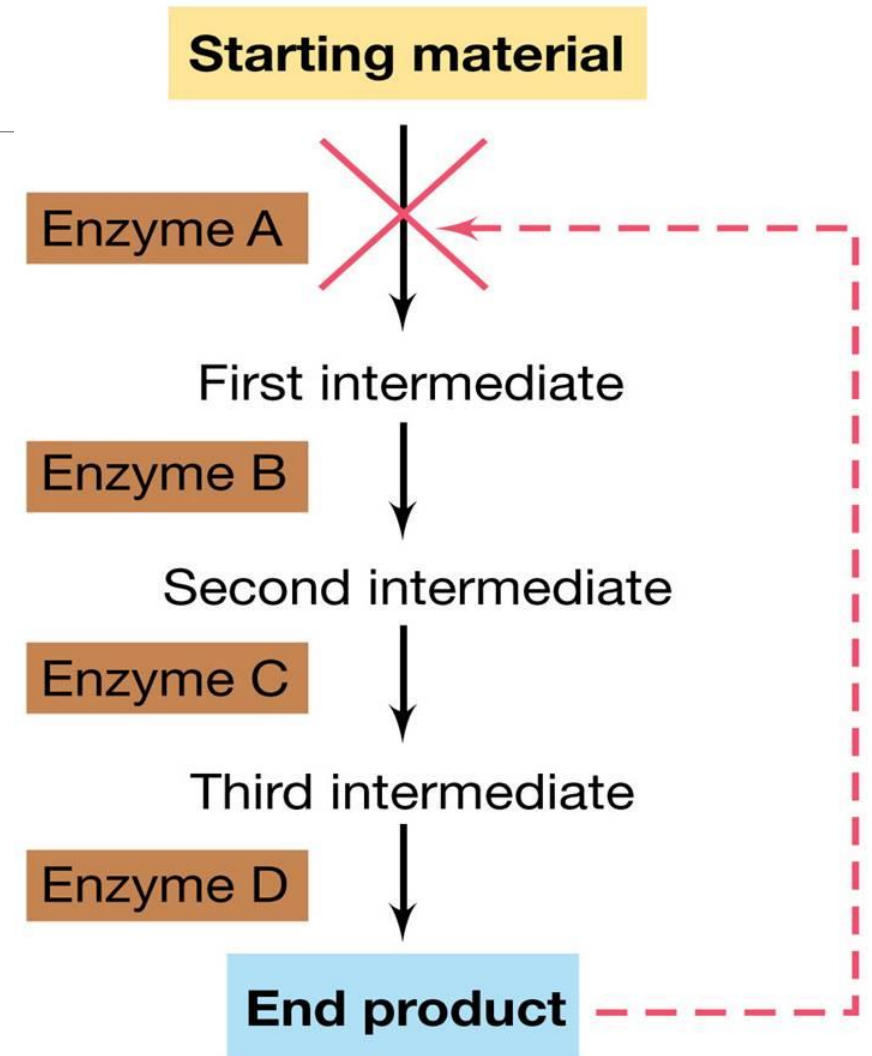 Starting material
Enzyme A
First intermediate
Enzyme B
Second intermediate
Enzyme C
Third intermediate
Enzyme D
End product